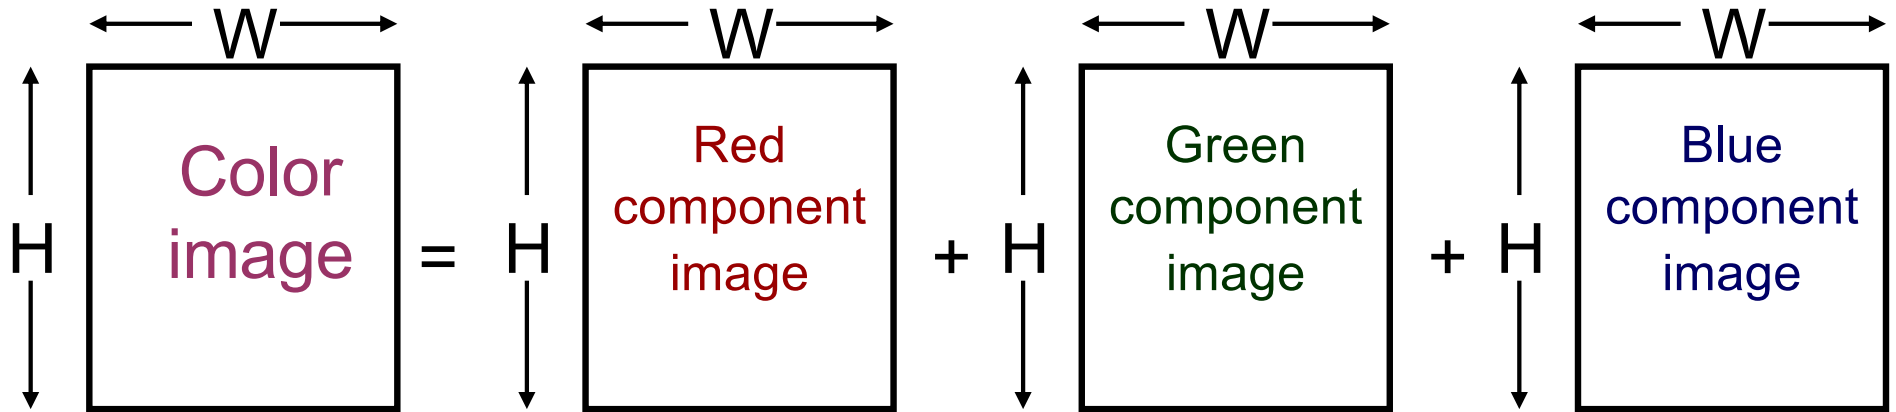 W W W W
H Color image = H Red component image + H Green component image + H Blue component image